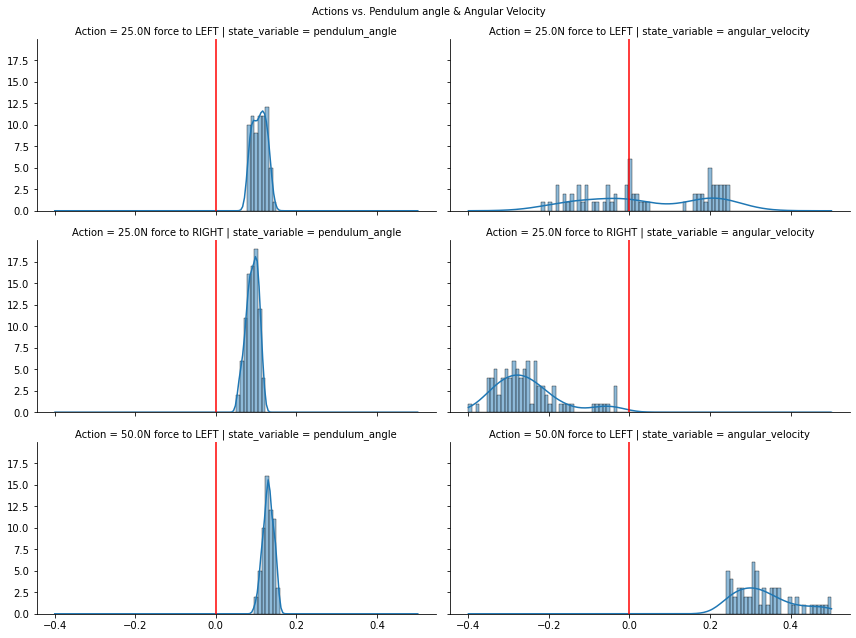 Actions vs. Pendulum angle & Angular Velocity
Action = 25.0N force to LEFT | state_variable = pendulum_angle
Action = 25.0N force to LEFT | state_variable = angular_velocity
17.5
15.0
12.5
10.0
7.5
5.0
2.5
0.0
Action = 25.0N force to RIGHT | state_variable = pendulum_angle
Action = 25.0N force to RIGHT | state_variable = angular_velocity
17.5
15.0
12.5
10.0
7.5
5.0
2.5
0.0
Action = 50.0N force to LEFT | state_variable = pendulum_angle
Action = 50.0N force to LEFT | state_variable = angular_velocity
17.5
15.0
12.5
10.0
7.5
5.0
2.5
0.0
−0.4 −0.2 0.0 0.2 0.4
−0.4 −0.2 0.0 0.2 0.4